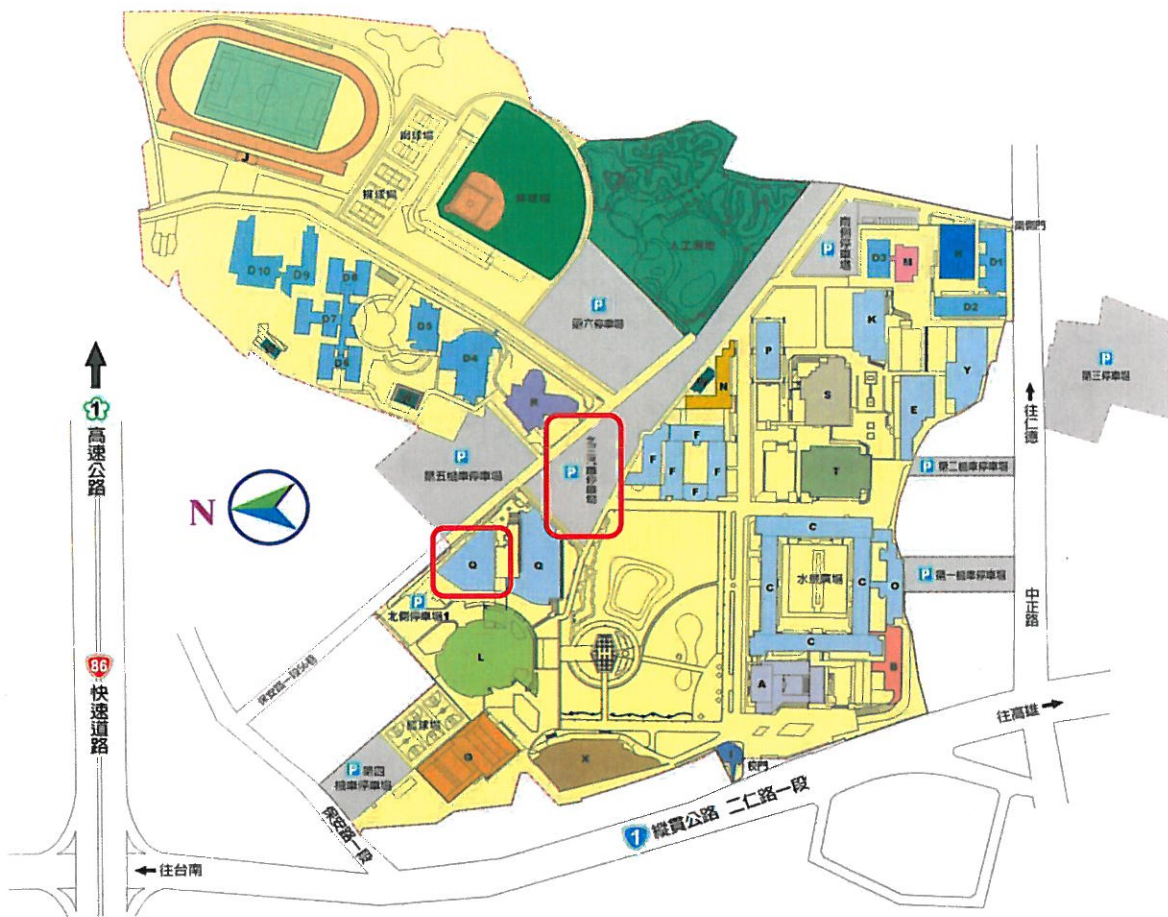 J
網球場
排球場
棒球場
人工溼地
P
南側停車場
D3
M
H
D1
南側門
D2
D10
D9
D8
D7
D6
D5
D4
P
第六停車場
K
P
Y
P
第三停車場
1
高速公路
N
R
N
S
E
往仁德
P
第五機車停車場
P
F
F
F
F
F
F
T
P 第二機車停車場
C
Q
Q
水景廣場
C
C
O
P 第一機車停車場
P
北側停車場1
中正路
L
C
B
A
86
快速道路
保安路一段56巷
籃球場
往高雄
P 第四
機車停車場
G
X
I
校門
保安路一段
1 縱貫公路 二仁路一段
往台南